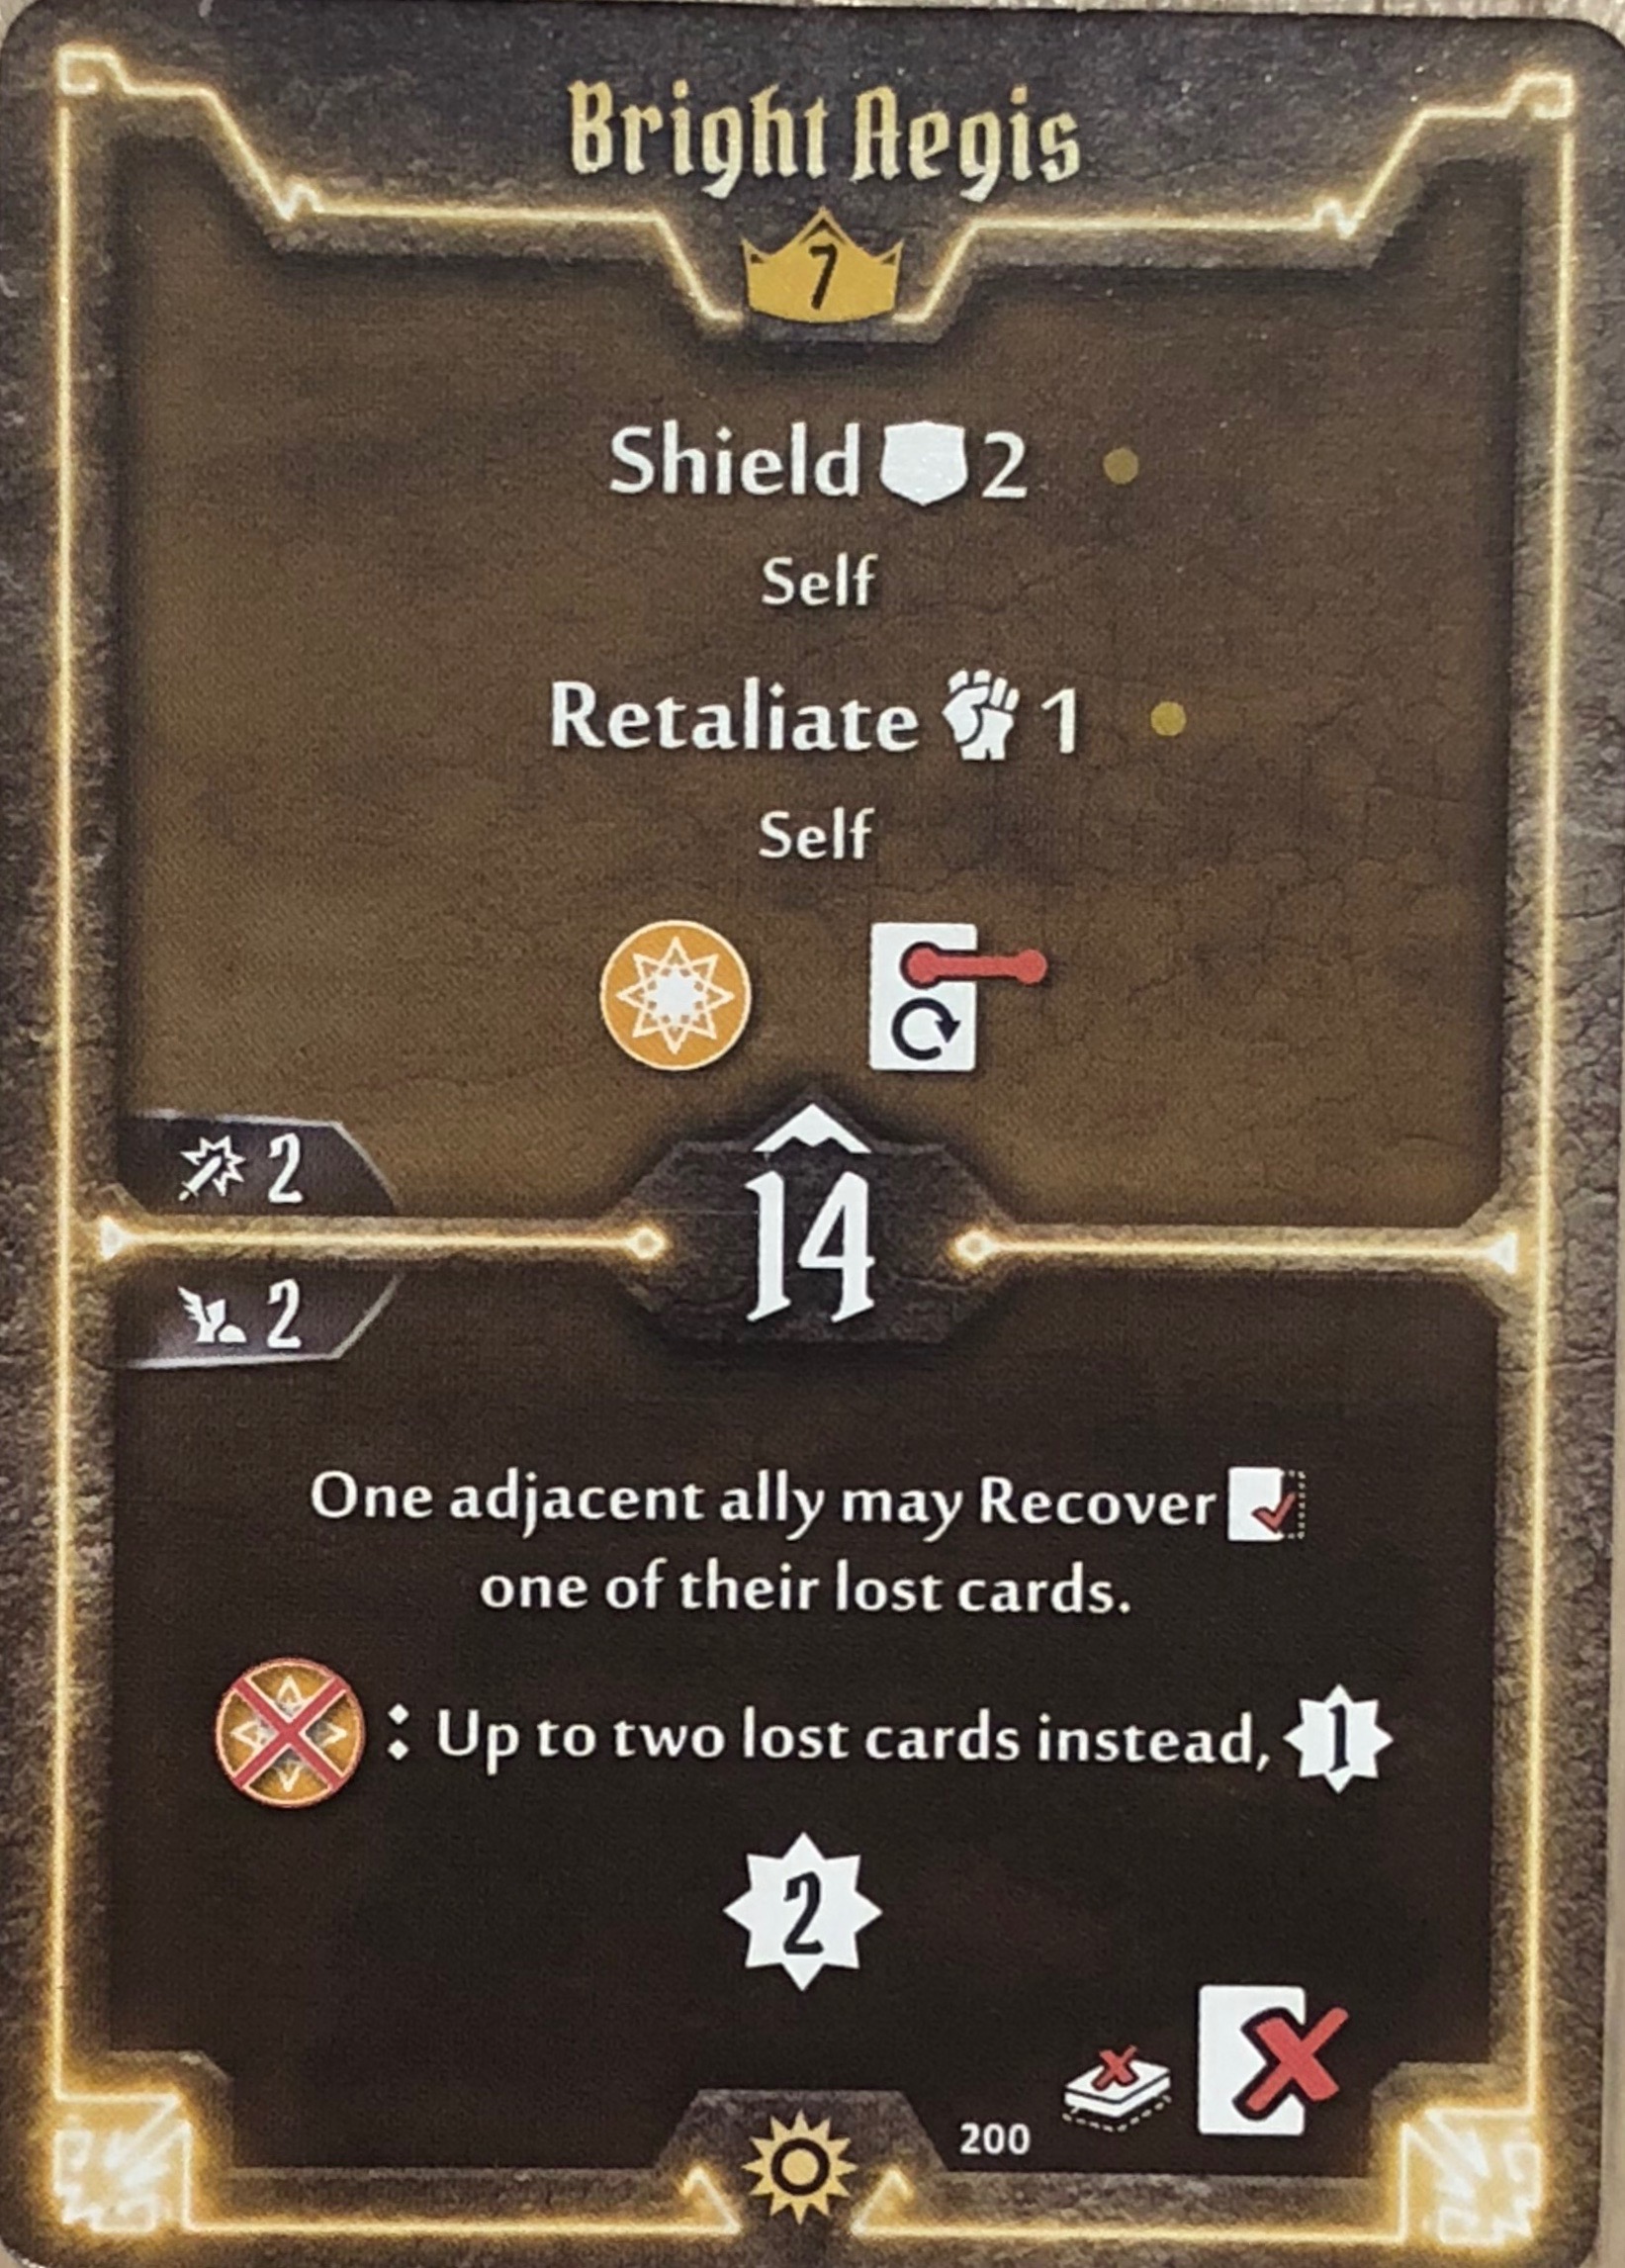 Bright Aegis
7
Shield 2
Self
Retaliate 1
Self
2
14
2
One adjacent ally may Recover
one of their lost cards.
: Up to two lost cards instead, 1
2
200